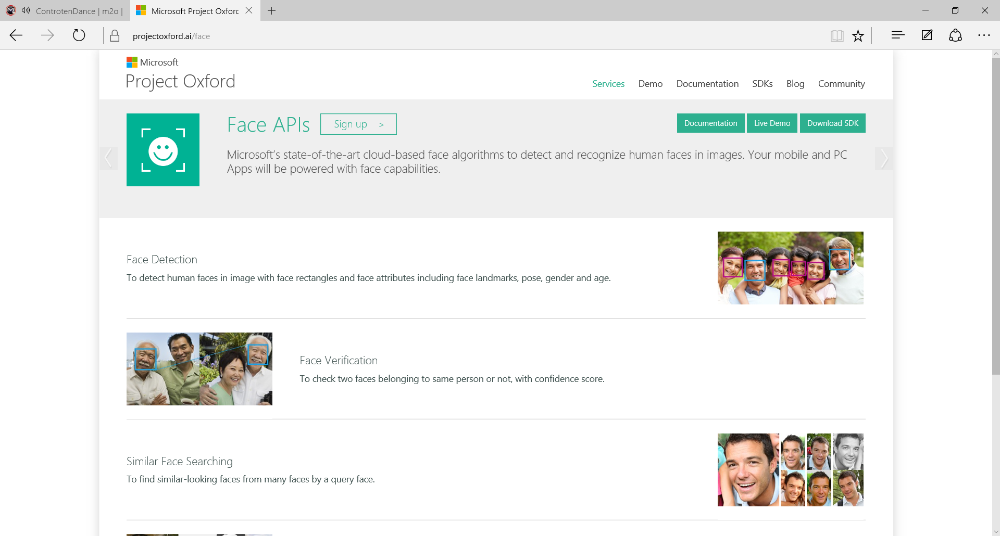 ControtenDance | m2o |
Microsoft Project Oxford
projectoxford.ai/face
Microsoft
Project Oxford
Services Demo Documentation SDKs Blog Community
Face APIs Sign up > Documentation Live Demo Download SDK
Microsoft’s state-of-the-art cloud-based face algorithms to detect and recognize human faces in images. Your mobile and PC
Apps will be powered with face capabilities.
Face Detection
To detect human faces in image with face rectangles and face attributes including face landmarks, pose, gender and age.
Face Verification
To check two faces belonging to same person or not, with confidence score.
Similar Face Searching
To find similar-looking faces from many faces by a query face.